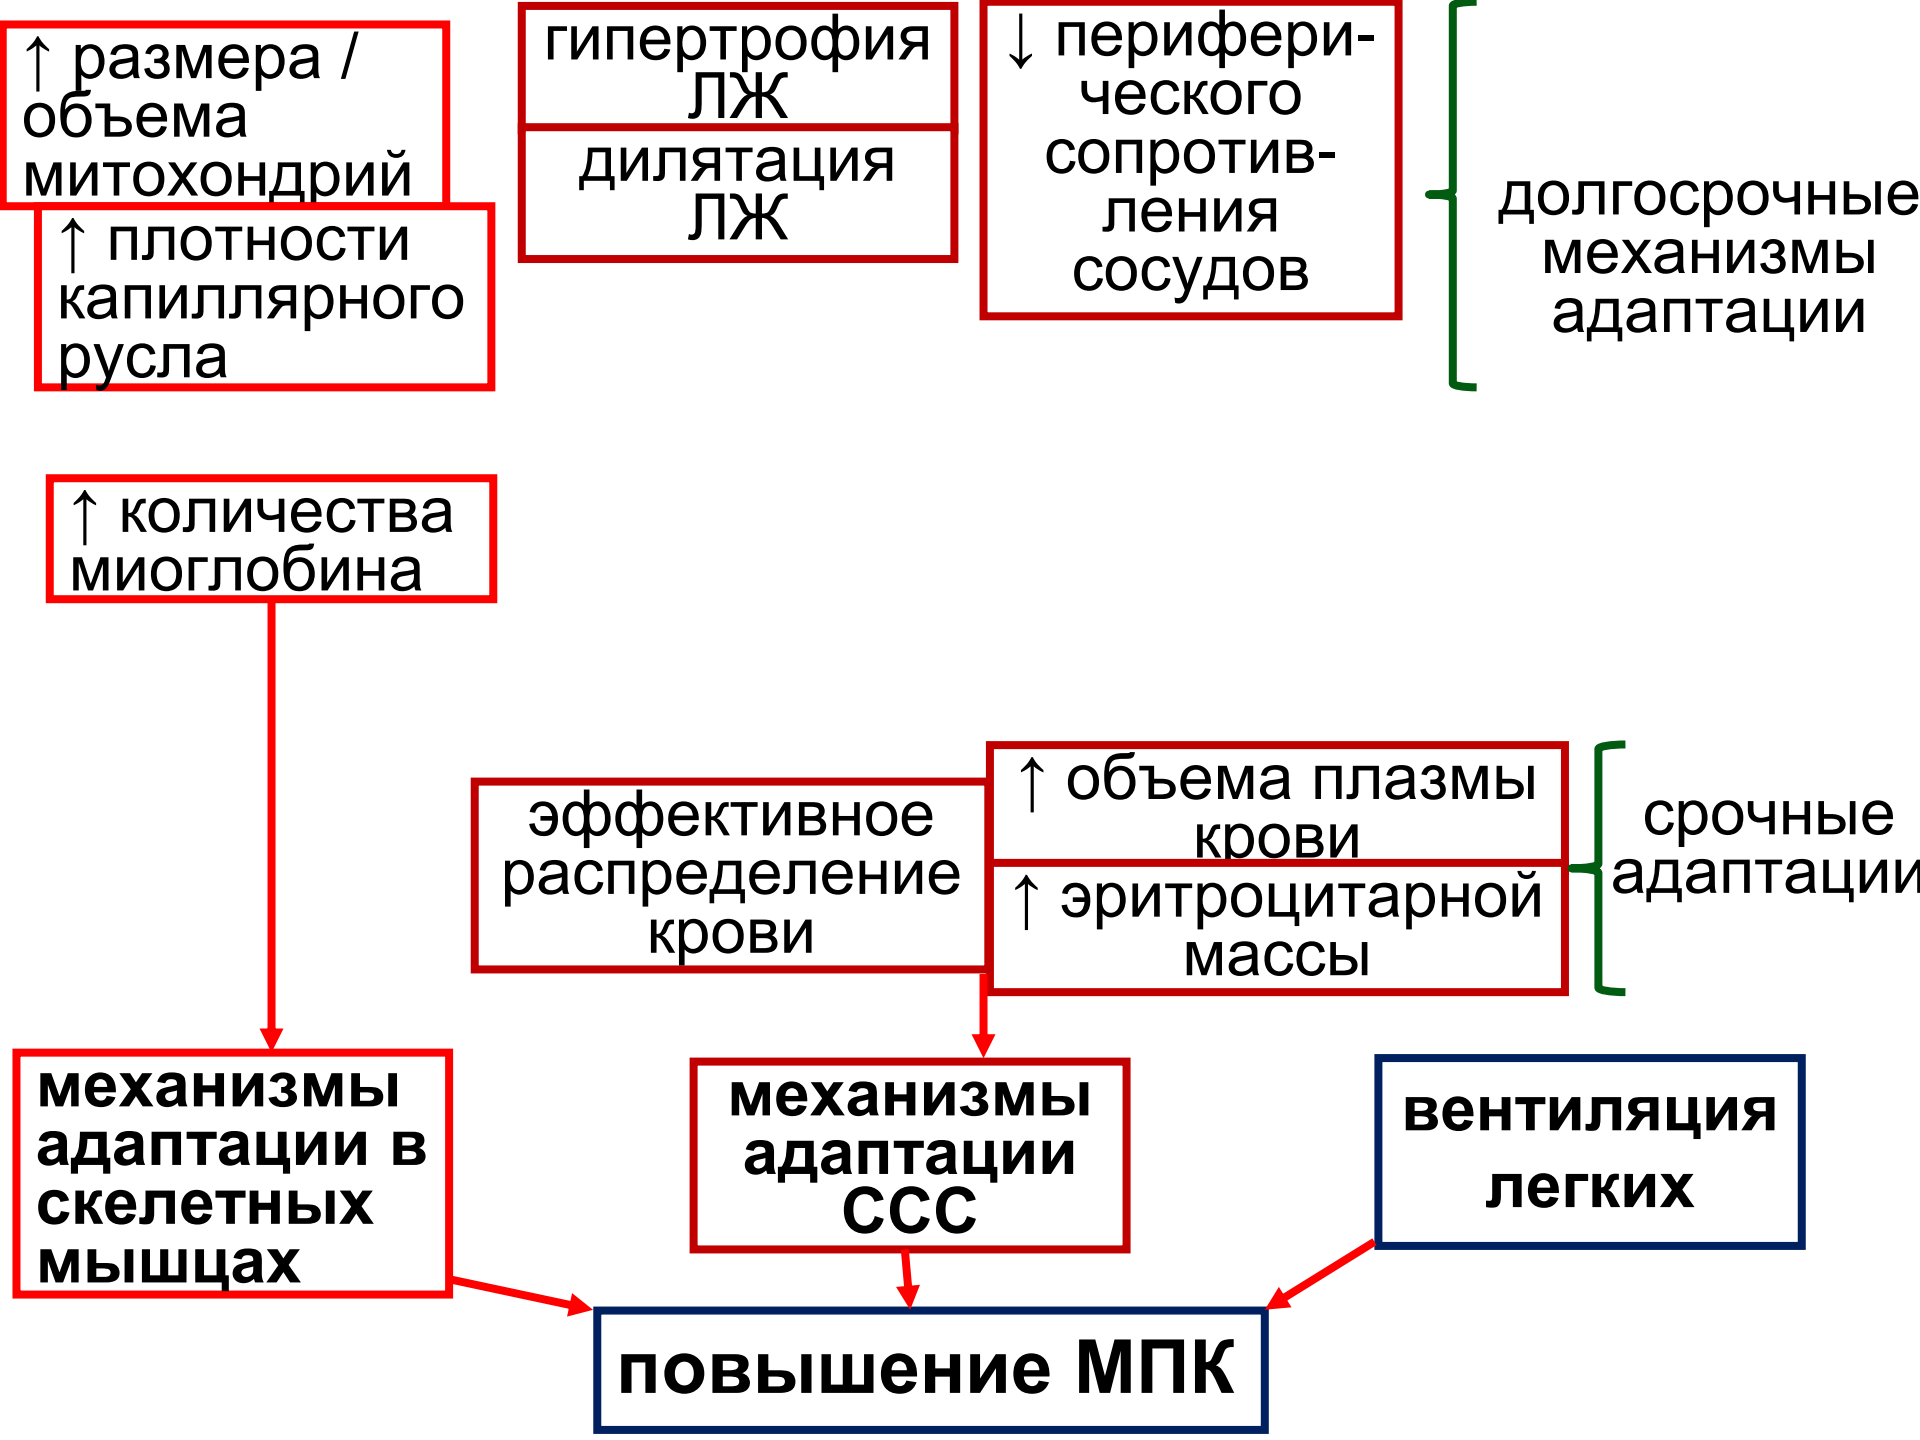 ↑ размера /
объема
митохондрий
↑ плотности
капиллярного
русла
гипертрофия
ЛЖ
дилятация
ЛЖ
↓ перифери-
ческого
сопротив-
ления
сосудов
долгосрочные
механизмы
адаптации
↑ количества
миоглобина
эффективное
распределение
крови
↑ объема плазмы
крови
↑ эритроцитарной
массы
срочные
адаптации
механизмы
адаптации в
скелетных
мышцах
механизмы
адаптации
ССС
вентиляция
легких
повышение МПК